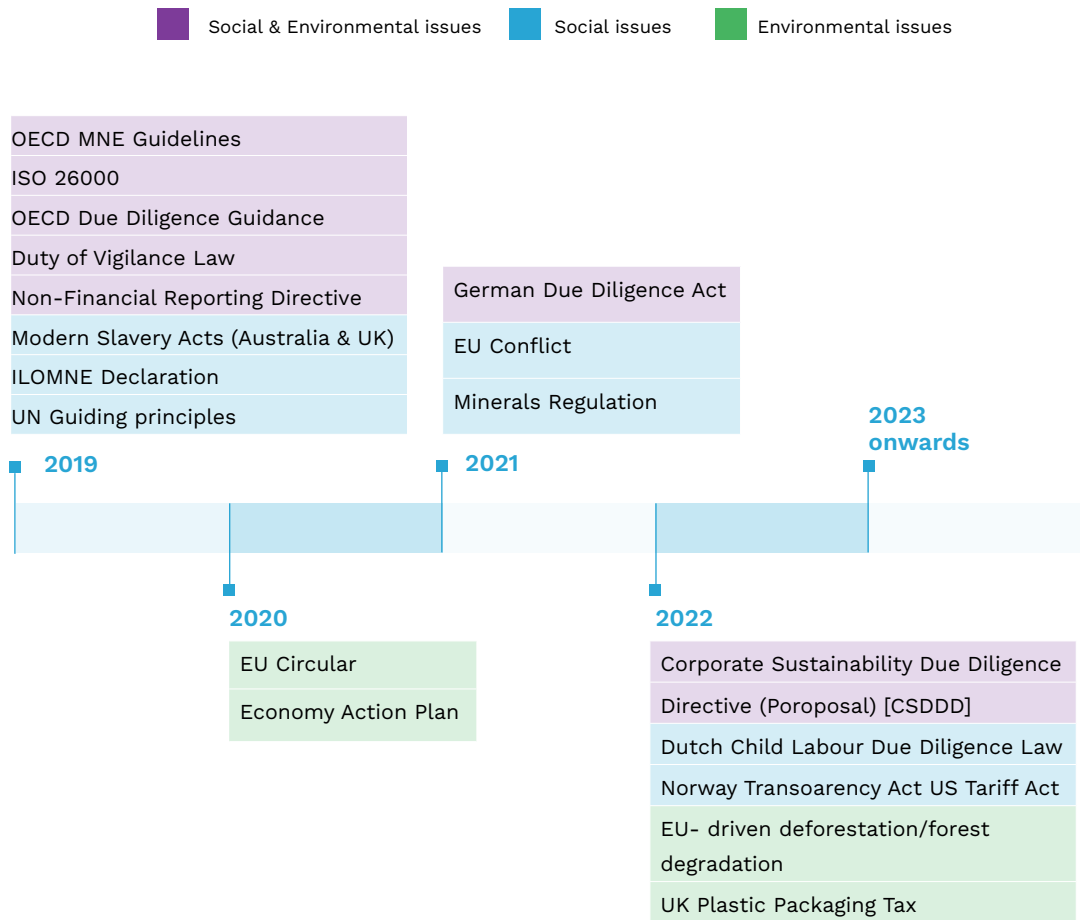 Social & Environmental issues
Social issues
Environmental issues
OECD MNE Guidelines
ISO 26000
OECD Due Diligence Guidance
Duty of Vigilance Law
Non-Financial Reporting Directive
Modern Slavery Acts (Australia & UK)
ILOMNE Declaration
UN Guiding principles
2019
German Due Diligence Act
EU Conflict
Minerals Regulation
2021
2023
onwards
2020
EU Circular
Economy Action Plan
2022
Corporate Sustainability Due Diligence
Directive (Poroposal) [CSDDD]
Dutch Child Labour Due Diligence Law
Norway Transoarency Act US Tariff Act
EU- driven deforestation/forest
degradation
UK Plastic Packaging Tax